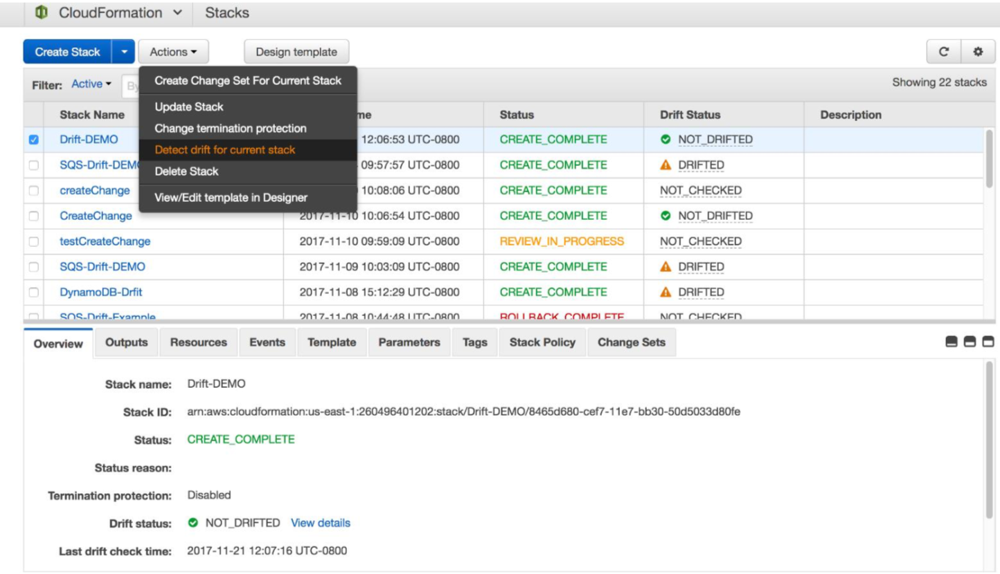 CloudFormation Stacks
Create Stack Actions Design template
Filter: Active By Showing 22 stacks
Create Change Set For Current Stack
Update Stack
Change termination protection
Detect drift for current stack
Delete Stack
View/Edit template in Designer
Stack Name me Status Drift Status Description
Drift-DEMO 12:06:53 UTC-0800 CREATE_COMPLETE NOT_DRIFTED
SQS-Drift-DEMO 09:57:57 UTC-0800 CREATE_COMPLETE DRIFTED
createChange 10:08:06 UTC-0800 CREATE_COMPLETE NOT_CHECKED
CreateChange 2017-11-10 10:06:54 UTC-0800 CREATE_COMPLETE NOT_DRIFTED
testCreateChange 2017-11-10 09:59:09 UTC-0800 REVIEW_IN_PROGRESS NOT_CHECKED
SQS-Drift-DEMO 2017-11-09 10:03:09 UTC-0800 CREATE_COMPLETE DRIFTED
DynamoDB-Drfit 2017-11-08 15:12:29 UTC-0800 CREATE_COMPLETE DRIFTED
SQS-Drift-Example 2017-11-08 10:44:48 UTC-0800 ROLLBACK_COMPLETE NOT_CHECKED
Overview Outputs Resources Events Template Parameters Tags Stack Policy Change Sets
Stack name: Drift-DEMO
Stack ID: arn:aws:cloudformation:us-east-1:260496401202:stack/Drift-DEMO/8465d680-cef7-11e7-bb30-50d5033d80fe
Status: CREATE_COMPLETE
Status reason:
Termination protection: Disabled
Drift status: NOT_DRIFTED View details
Last drift check time: 2017-11-21 12:07:16 UTC-0800